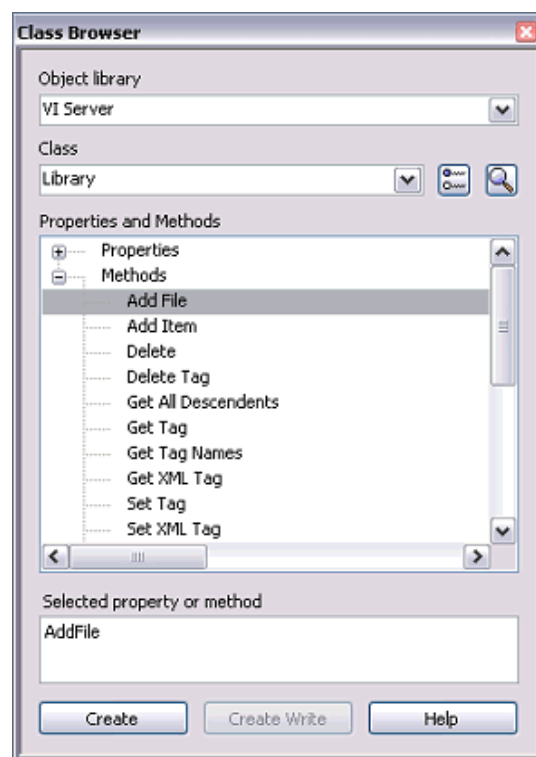 Class Browser
Object library
VI Server
Class
Library
Properties and Methods
Properties
Methods
Add File
Add Item
Delete
Delete Tag
Get All Descendents
Get Tag
Get Tag Names
Get XML Tag
Set Tag
Set XML Tag
Selected property or method
AddFile
Create Create Write Help